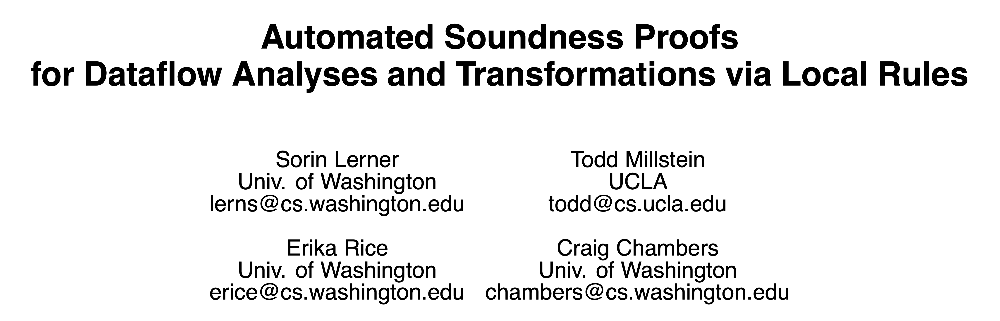 Automated Soundness Proofs
for Dataflow Analyses and Transformations via Local Rules
Sorin Lerner
Univ. of Washington
lerns@cs.washington.edu
Todd Millstein
UCLA
todd@cs.ucla.edu
Erika Rice
Univ. of Washington
erice@cs.washington.edu
Craig Chambers
Univ. of Washington
chambers@cs.washington.edu